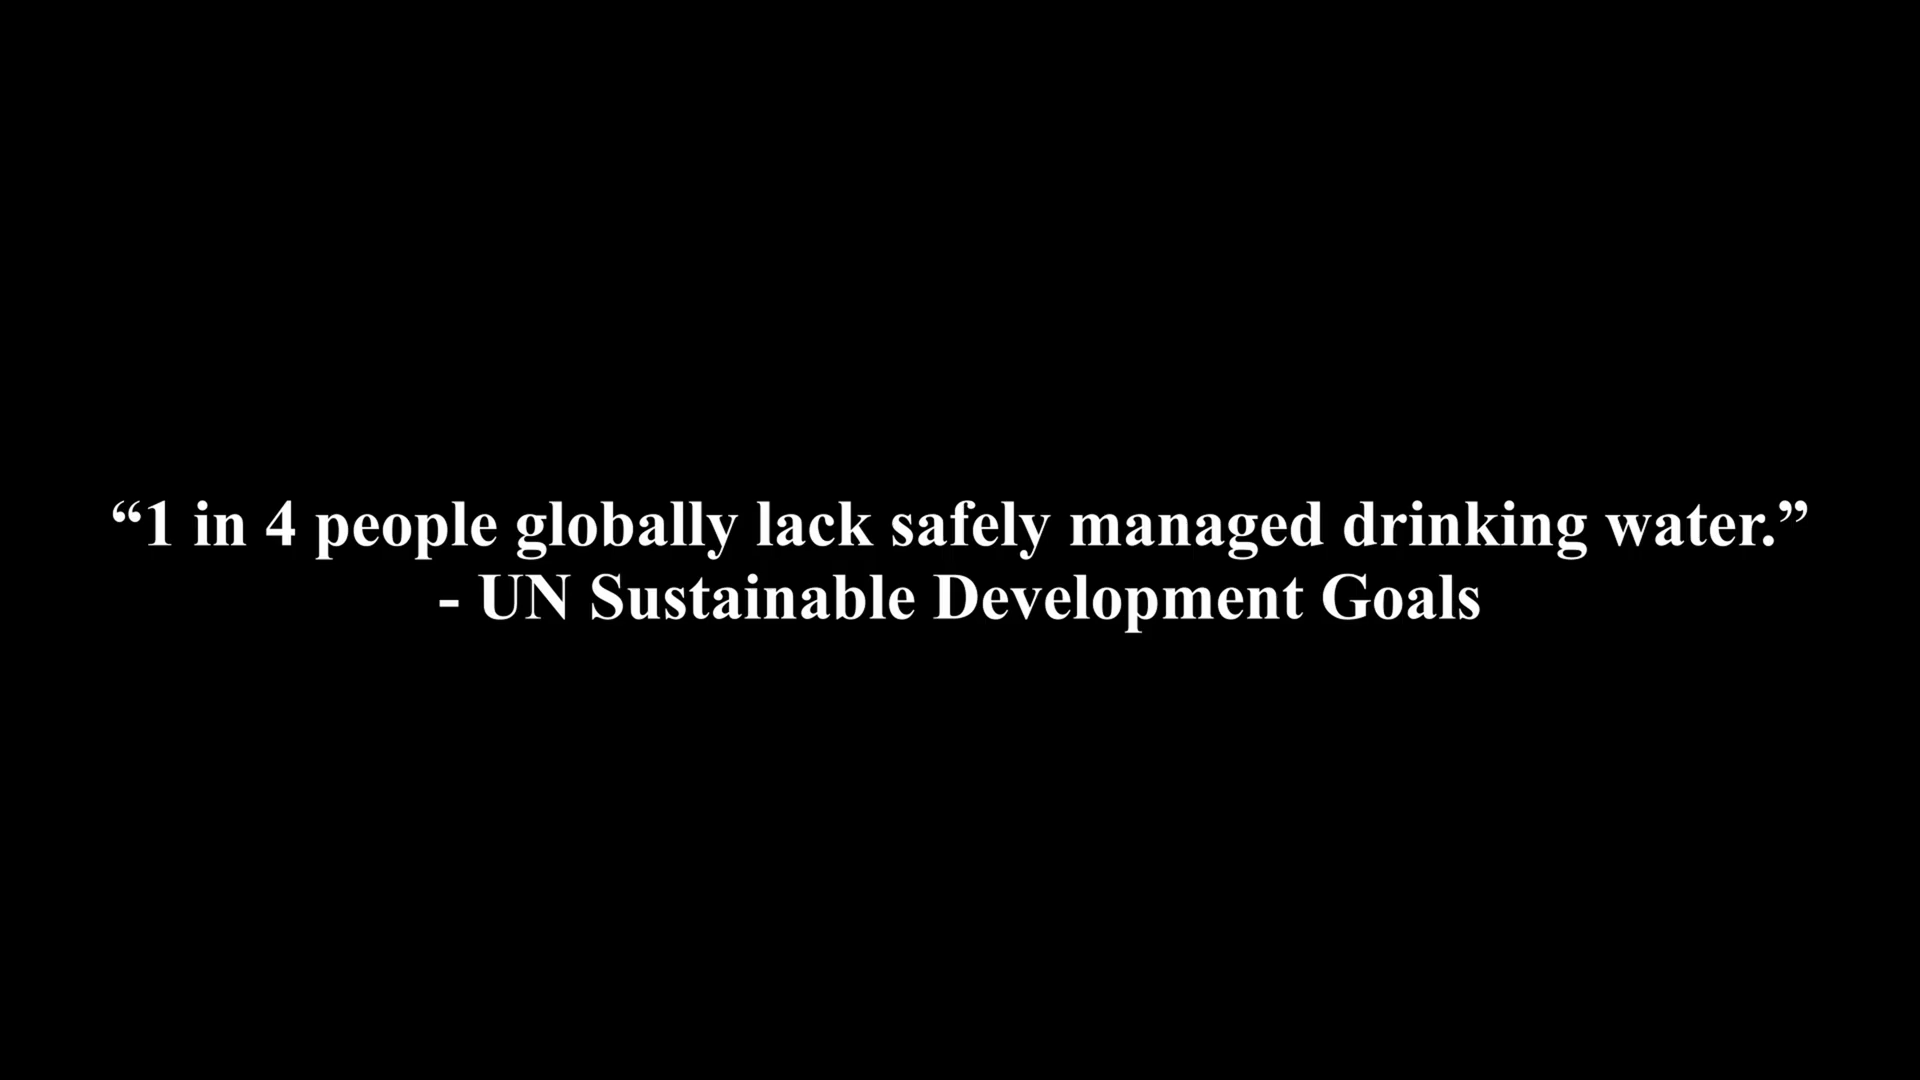 “1 in 4 people globally lack safely managed drinking water.”
- UN Sustainable Development Goals